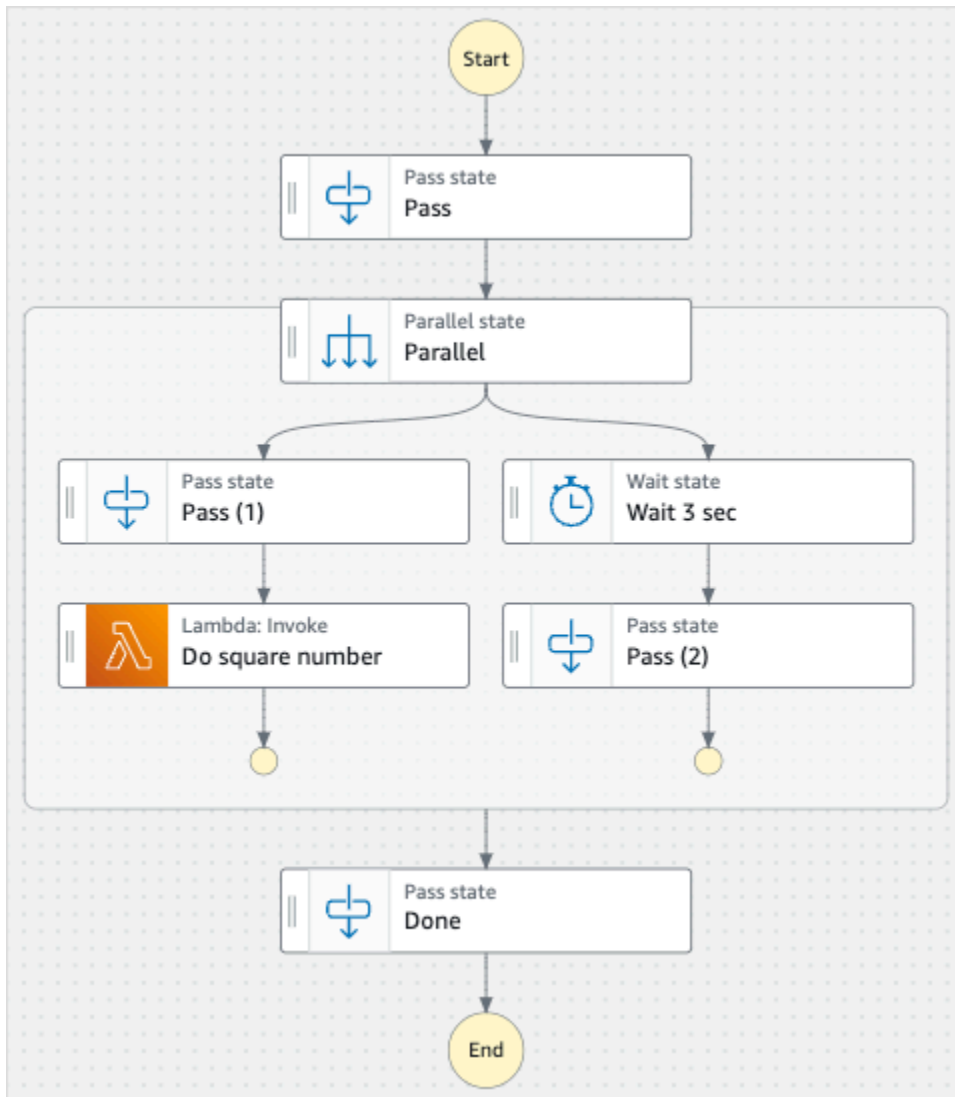 Start
Pass state
Pass
Parallel state
Parallel
Pass state
Pass (1)
Wait state
Wait 3 sec
Lambda: Invoke
Do square number
Pass state
Pass (2)
Pass state
Done
End